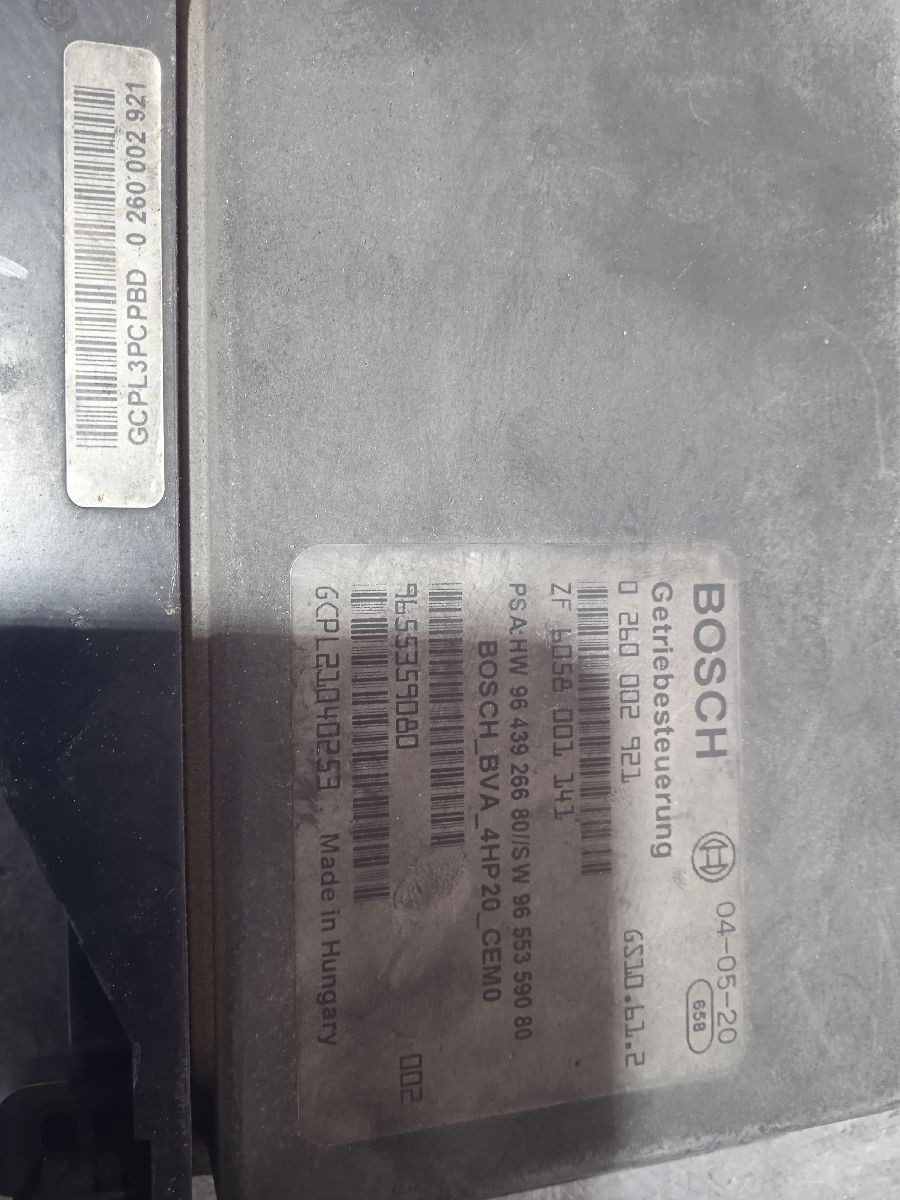 GCPL3PCPBD 0 260 002 921
BOSCH 04-05-20
658
Getriebesteuerung
0 260 002 921 GS10.61.2
ZF 6058 001 141
PSA:HW 96 439 266 80//SW 96 553 590 80
BOSCH_BVA_4HP20_CEM0
9655359080 002
GCPL21040253 Made in Hungary